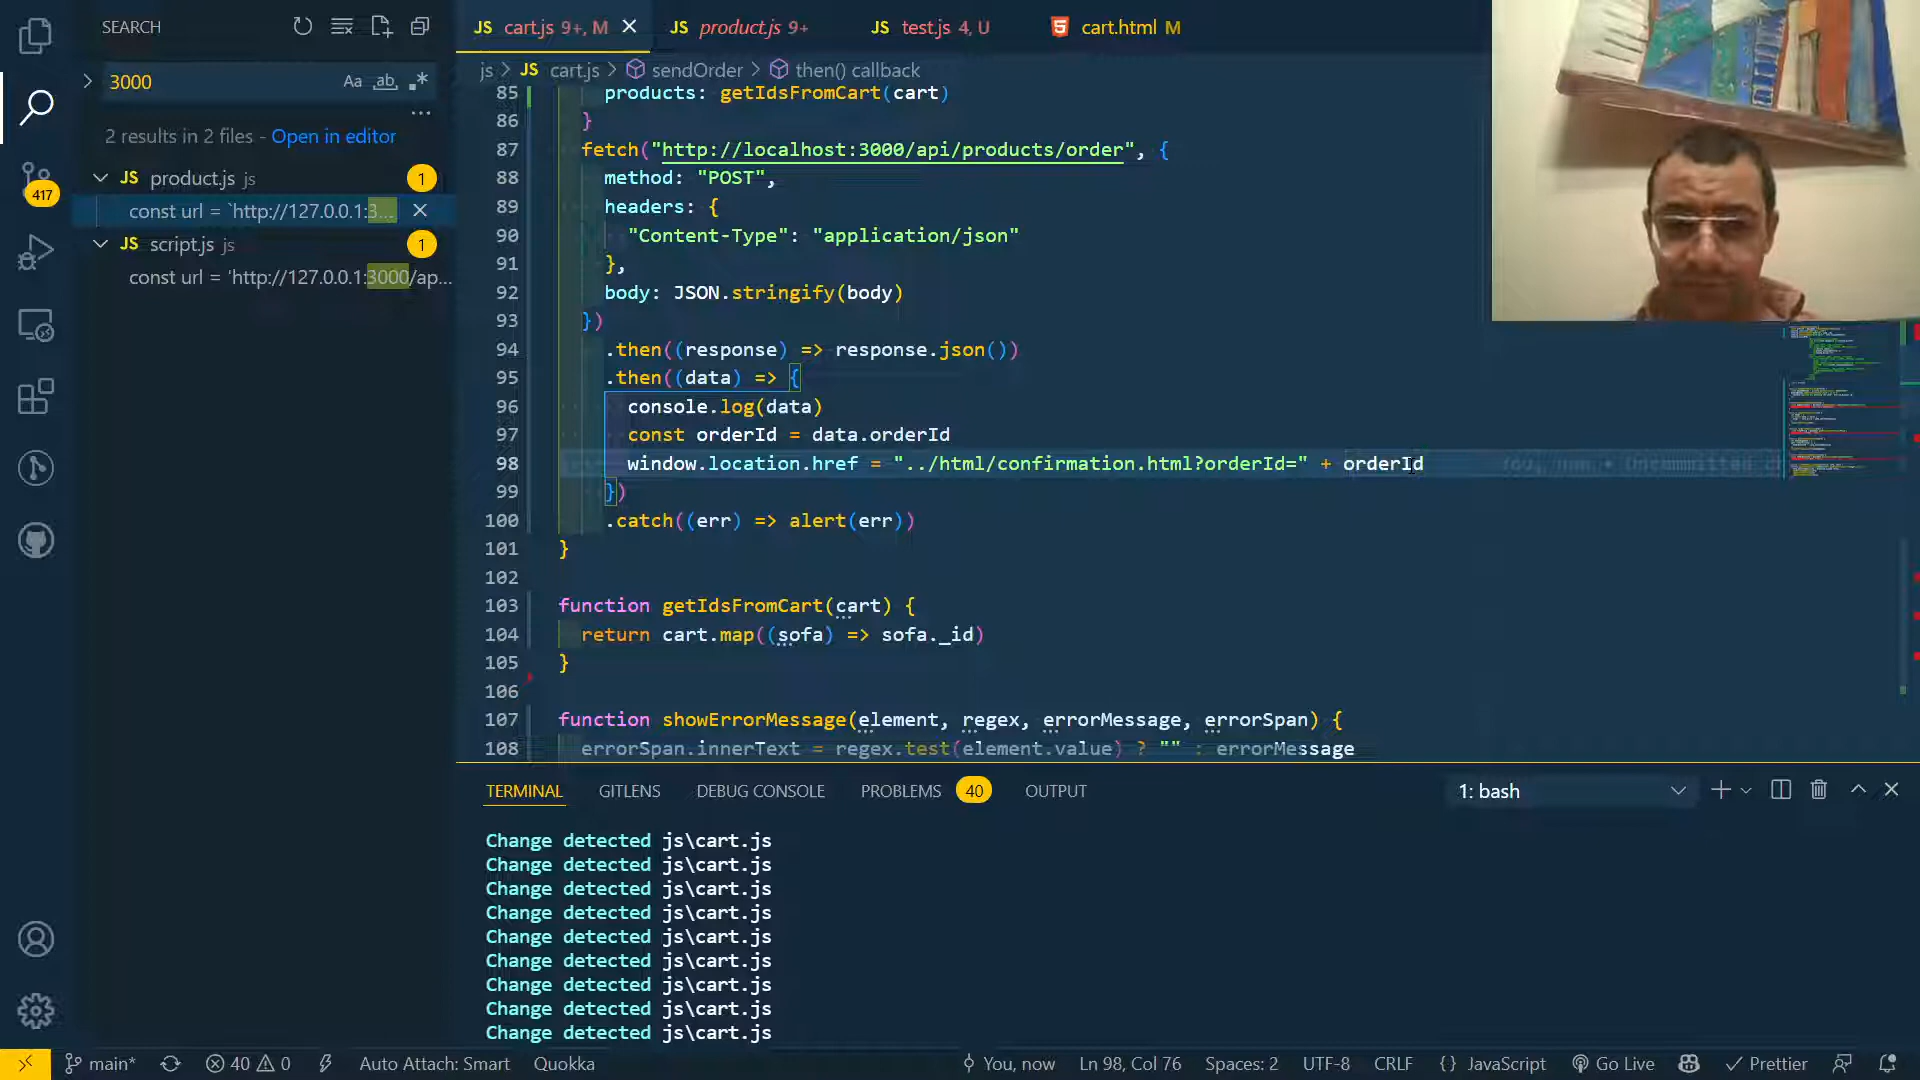 SEARCH
3000
Aa ab .*
2 results in 2 files - Open in editor
JS product.js js 1
const url = `http://127.0.0.1:3...
JS script.js js 1
const url = 'http://127.0.0.1:3000/ap...
417
JS cart.js 9+, M
JS product.js 9+
JS test.js 4, U
cart.html M
js > JS cart.js > sendOrder > then() callback
85 products: getIdsFromCart(cart)
86 }
87 fetch("http://localhost:3000/api/products/order", {
88 method: "POST",
89 headers: {
90 "Content-Type": "application/json"
91 },
92 body: JSON.stringify(body)
93 })
94 .then((response) => response.json())
95 .then((data) => {
96 console.log(data)
97 const orderId = data.orderId
98 window.location.href = "../html/confirmation.html?orderId=" + orderId
99 })
100 .catch((err) => alert(err))
101 }
102
103 function getIdsFromCart(cart) {
104 return cart.map((sofa) => sofa._id)
105 }
106
107 function showErrorMessage(element, regex, errorMessage, errorSpan) {
108 errorSpan.innerText = regex.test(element.value) ? "" : errorMessage
TERMINAL GITLENS DEBUG CONSOLE PROBLEMS 40 OUTPUT
1: bash
Change detected js\cart.js
Change detected js\cart.js
Change detected js\cart.js
Change detected js\cart.js
Change detected js\cart.js
Change detected js\cart.js
Change detected js\cart.js
Change detected js\cart.js
Change detected js\cart.js
main* 40 0 Auto Attach: Smart Quokka You, now Ln 98, Col 76 Spaces: 2 UTF-8 CRLF {} JavaScript Go Live Prettier